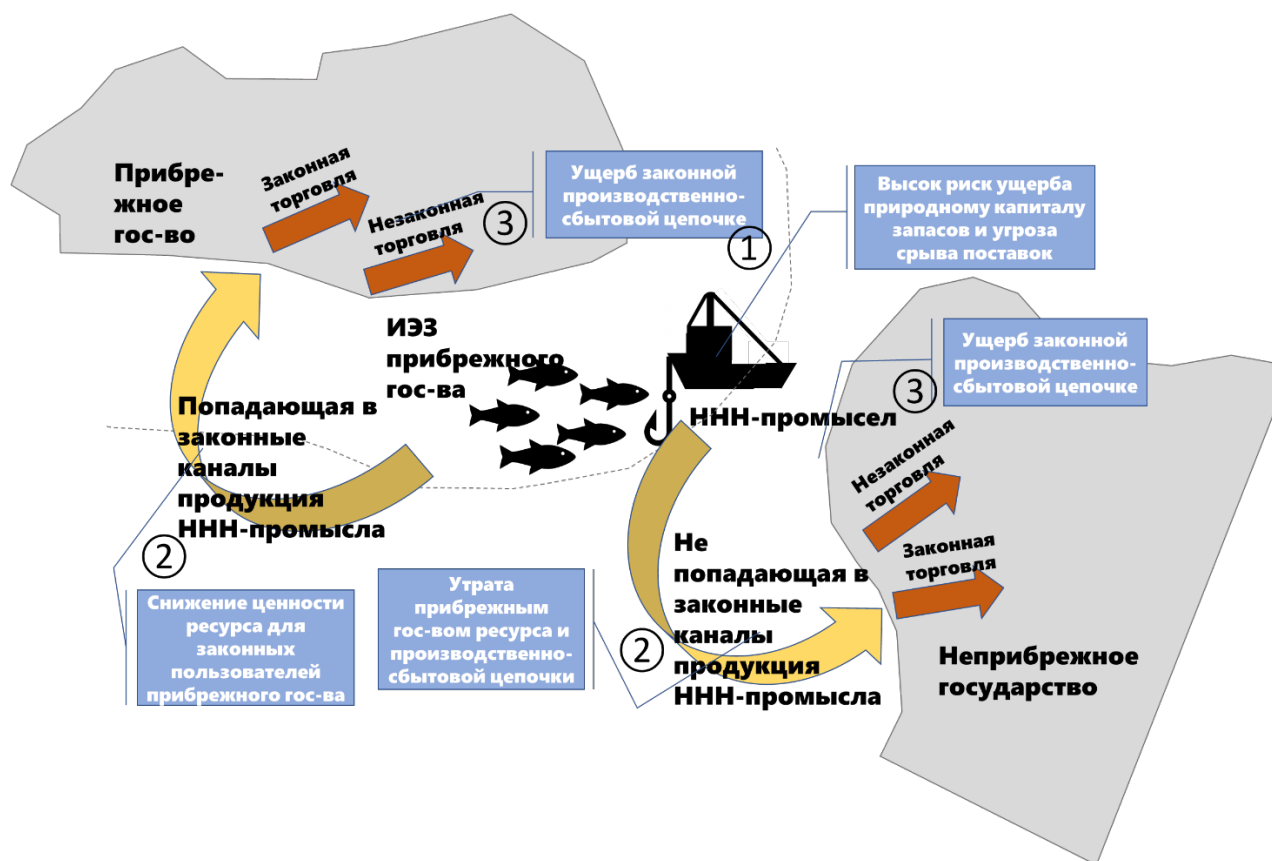 Прибре-
жное
гос-во
Законная
торговля
Незаконная
торговля
3
Ущерб законной
производственно-
сбытовой цепочке
1
Высок риск ущерба
природному капиталу
запасов и угроза
срыва поставок
ИЭЗ
прибрежного
гос-ва
ННН-промысел
Ущерб законной
производственно-
сбытовой цепочке
3
Попадающая в
законные
каналы
продукция
ННН-промысла
2
Снижение ценности
ресурса для
законных
пользователей
прибрежного гос-ва
Утрата
прибрежным
гос-вом ресурса и
производственно-
сбытовой цепочки
2
Не
попадающая в
законные
каналы
продукция
ННН-промысла
Незаконная
торговля
Законная
торговля
Неприбрежное
государство